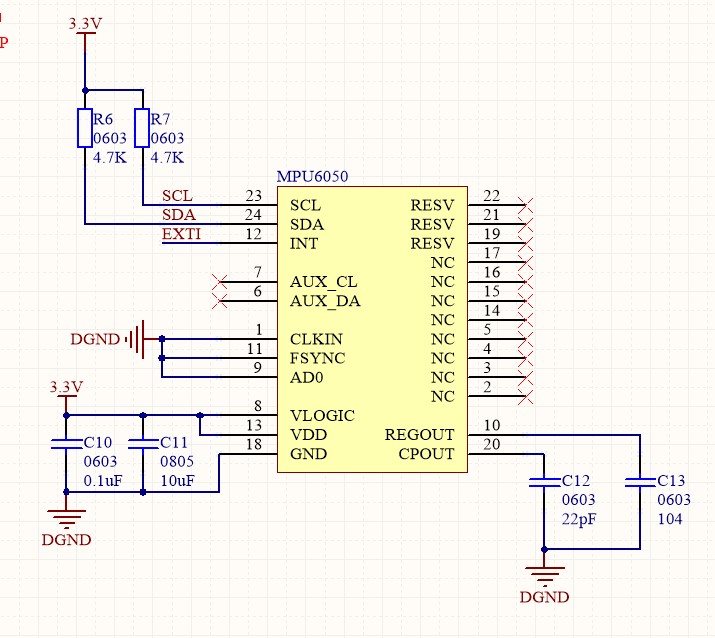 P
3.3V
R6
0603
4.7K
R7
0603
4.7K
MPU6050
SCL 23 SCL
SDA 24 SDA
EXTI 12 INT
7 AUX_CL
6 AUX_DA
DGND
1 CLKIN
11 FSYNC
9 AD0
3.3V
8 VLOGIC
13 VDD
18 GND
C10
0603
0.1uF
C11
0805
10uF
DGND
RESV 22
RESV 21
RESV 19
NC 17
NC 16
NC 15
NC 14
NC 5
NC 4
NC 3
NC 2
REGOUT 10
CPOUT 20
C12
0603
22pF
C13
0603
104
DGND